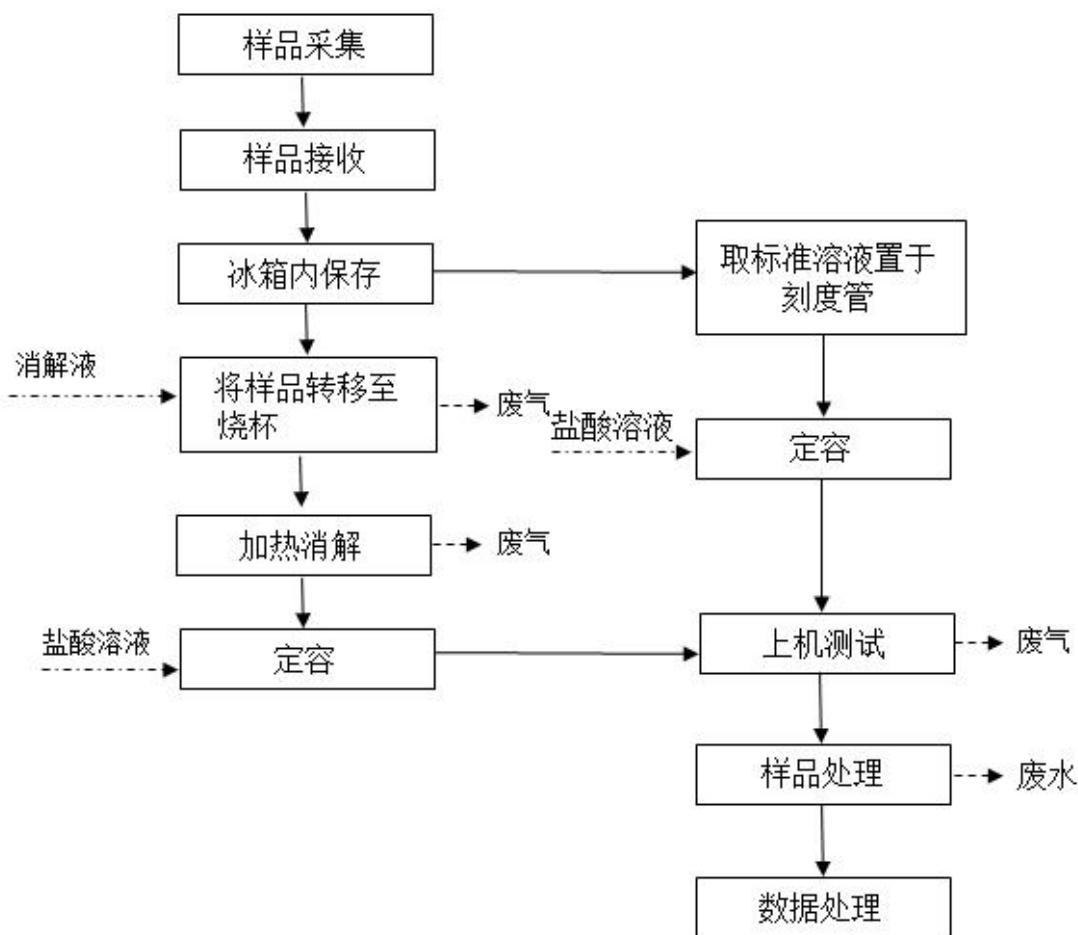 样品采集
样品接收
冰箱内保存
取标准溶液置于
刻度管
消解液
将样品转移至
烧杯
废气
盐酸溶液
定容
加热消解
废气
盐酸溶液
定容
上机测试
废气
样品处理
废水
数据处理